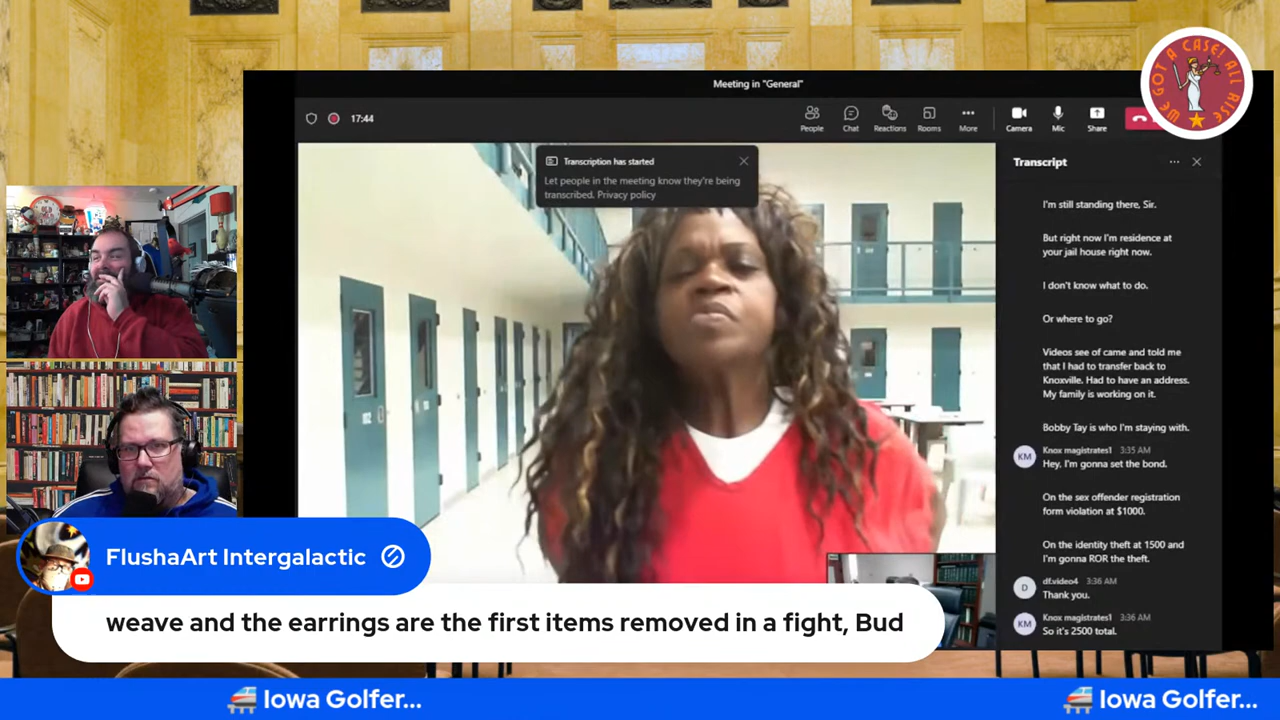 Meeting in "General"
WE GOT A CASE! ALL RISE
17:44
People
Chat
Reactions
Rooms
More
Camera
Mic
Share
Transcription has started
Let people in the meeting know they're being
transcribed. Privacy policy
Transcript
I'm still standing there, Sir.
But right now I'm residence at
your jail house right now.
I don't know what to do.
Or where to go?
Videos see of came and told me
that I had to transfer back to
Knoxville. Had to have an address.
My family is working on it.
Bobby Tay is who I'm staying with.
KM
Knox magistrates1 3:35 AM
Hey, I'm gonna set the bond.
On the sex offender registration
form violation at $1000.
On the identity theft at 1500 and
I'm gonna ROR the theft.
D
df.video4 3:36 AM
Thank you.
KM
Knox magistrates1 3:36 AM
So it's 2500 total.
FlushaArt Intergalactic
weave and the earrings are the first items removed in a fight, Bud
Iowa Golfer...
Iowa Golfer...